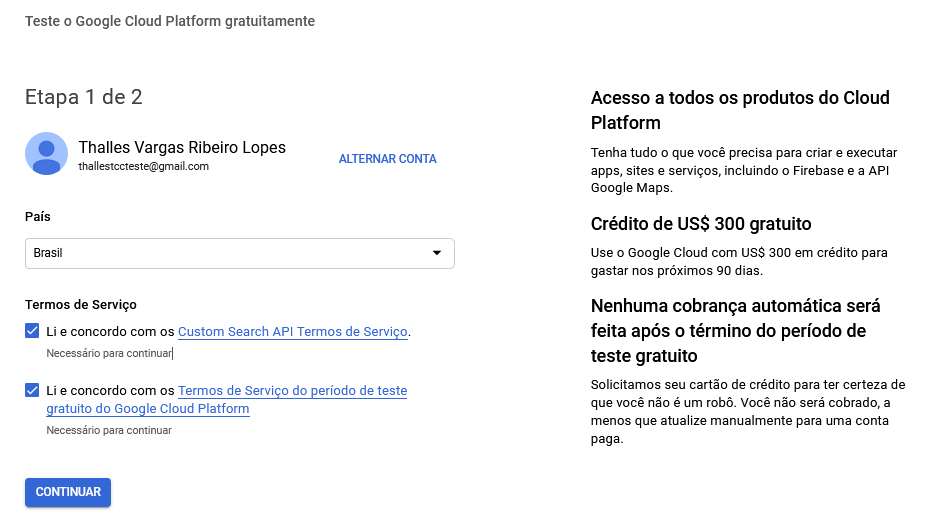 Teste o Google Cloud Platform gratuitamente
Etapa 1 de 2
Thalles Vargas Ribeiro Lopes
thallestccteste@gmail.com
ALTERNAR CONTA
País
Brasil
Termos de Serviço
Li e concordo com os Custom Search API Termos de Serviço.
Necessário para continuar
Li e concordo com os Termos de Serviço do período de teste
gratuito do Google Cloud Platform
Necessário para continuar
CONTINUAR
Acesso a todos os produtos do Cloud
Platform
Tenha tudo o que você precisa para criar e executar
apps, sites e serviços, incluindo o Firebase e a API
Google Maps.
Crédito de US$ 300 gratuito
Use o Google Cloud com US$ 300 em crédito para
gastar nos próximos 90 dias.
Nenhuma cobrança automática será
feita após o término do período de
teste gratuito
Solicitamos seu cartão de crédito para ter certeza de
que você não é um robô. Você não será cobrado, a
menos que atualize manualmente para uma conta
paga.